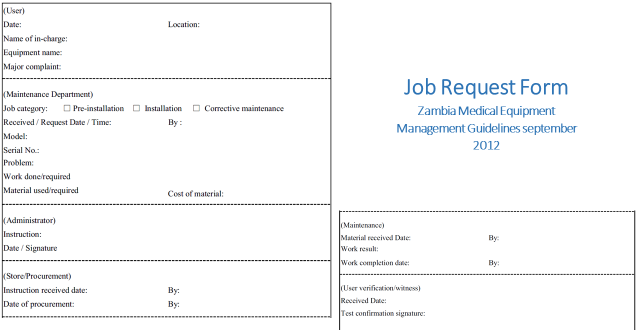 (User)
Date: Location:
Name of in-charge:
Equipment name:
Major complaint:
(Maintenance Department)
Job category: ☐ Pre-installation ☐ Installation ☐ Corrective maintenance
Received / Request Date / Time: By :
Model:
Serial No.:
Problem:
Work done/required
Material used/required Cost of material:
(Administrator)
Instruction:
Date / Signature
(Store/Procurement)
Instruction received date: By:
Date of procurement: By:
Job Request Form
Zambia Medical Equipment
Management Guidelines september
2012
(Maintenance)
Material received Date: By:
Work result:
Work completion date: By:
(User verification/witness)
Received Date:
Test confirmation signature: